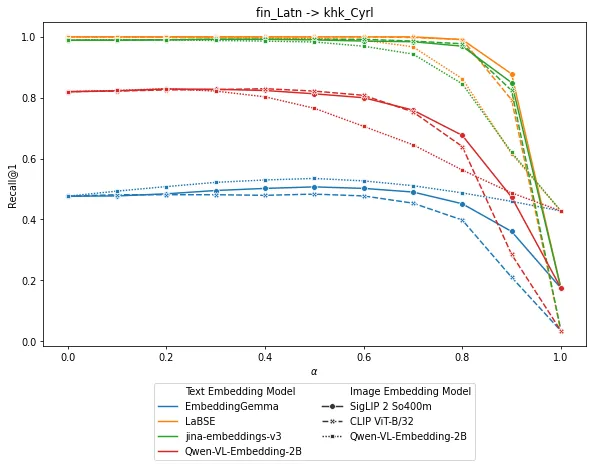 fin_Latn -> khk_Cyrl
Recall@1
1.0
0.8
0.6
0.4
0.2
0.0
0.0 0.2 0.4 0.6 0.8 1.0
α
Text Embedding Model
EmbeddingGemma
LaBSE
jina-embeddings-v3
Qwen-VL-Embedding-2B
Image Embedding Model
SigLIP 2 So400m
CLIP ViT-B/32
Qwen-VL-Embedding-2B